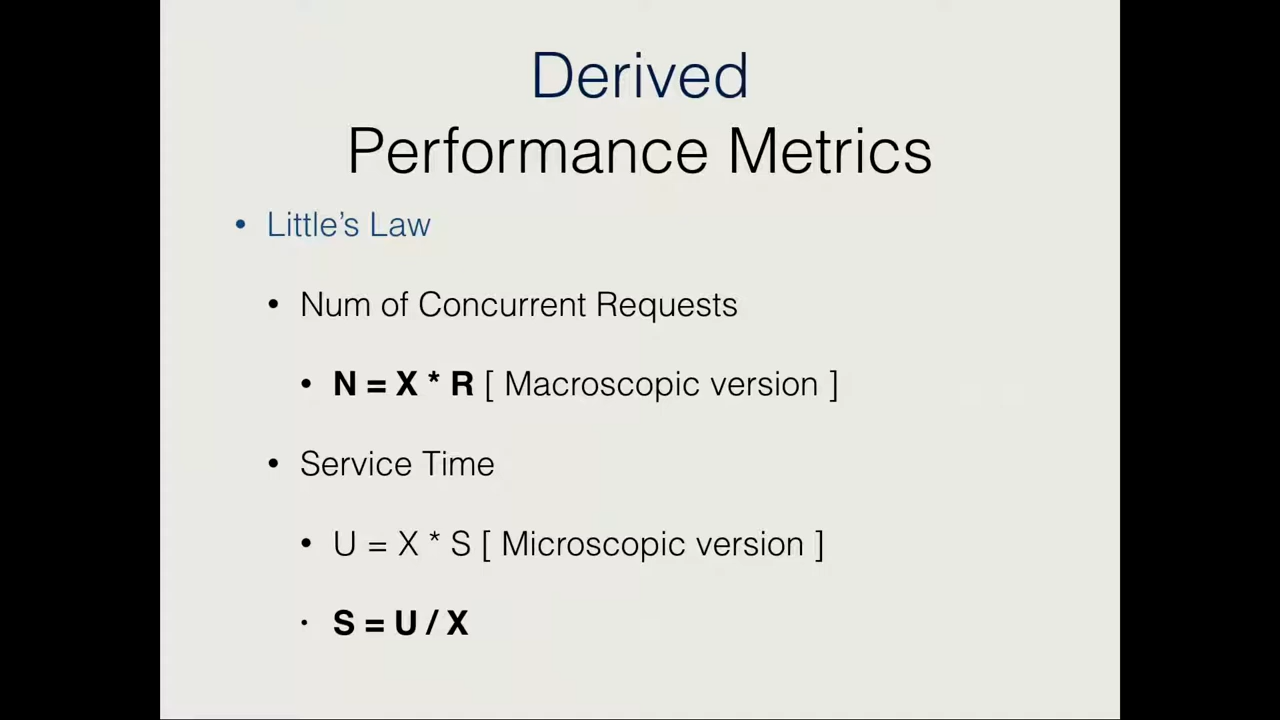 Derived
Performance Metrics
• Little’s Law
• Num of Concurrent Requests
• N = X * R [ Macroscopic version ]
• Service Time
• U = X * S [ Microscopic version ]
• S = U / X